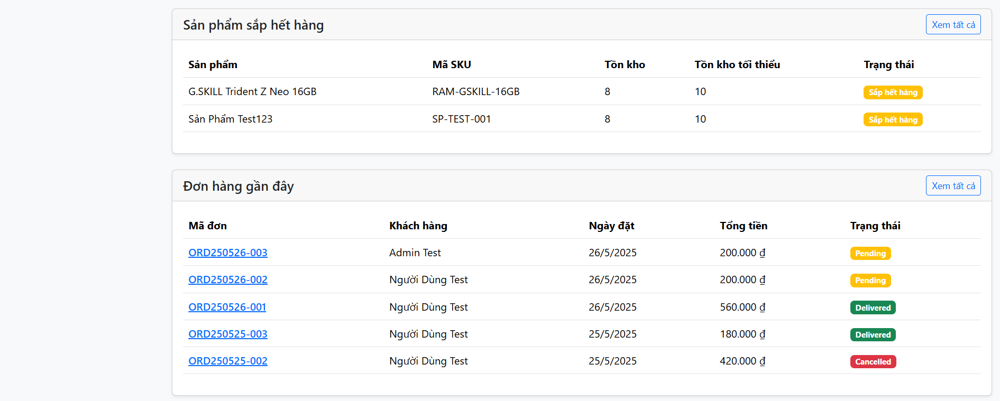 Sản phẩm sắp hết hàng Xem tất cả
Sản phẩm Mã SKU Tồn kho Tồn kho tối thiểu Trạng thái
G.SKILL Trident Z Neo 16GB RAM-GSKILL-16GB 8 10 Sắp hết hàng
Sản Phẩm Test123 SP-TEST-001 8 10 Sắp hết hàng
Đơn hàng gần đây Xem tất cả
Mã đơn Khách hàng Ngày đặt Tổng tiền Trạng thái
ORD250526-003 Admin Test 26/5/2025 200.000 ₫ Pending
ORD250526-002 Người Dùng Test 26/5/2025 200.000 ₫ Pending
ORD250526-001 Người Dùng Test 26/5/2025 560.000 ₫ Delivered
ORD250525-003 Người Dùng Test 25/5/2025 180.000 ₫ Delivered
ORD250525-002 Người Dùng Test 25/5/2025 420.000 ₫ Cancelled